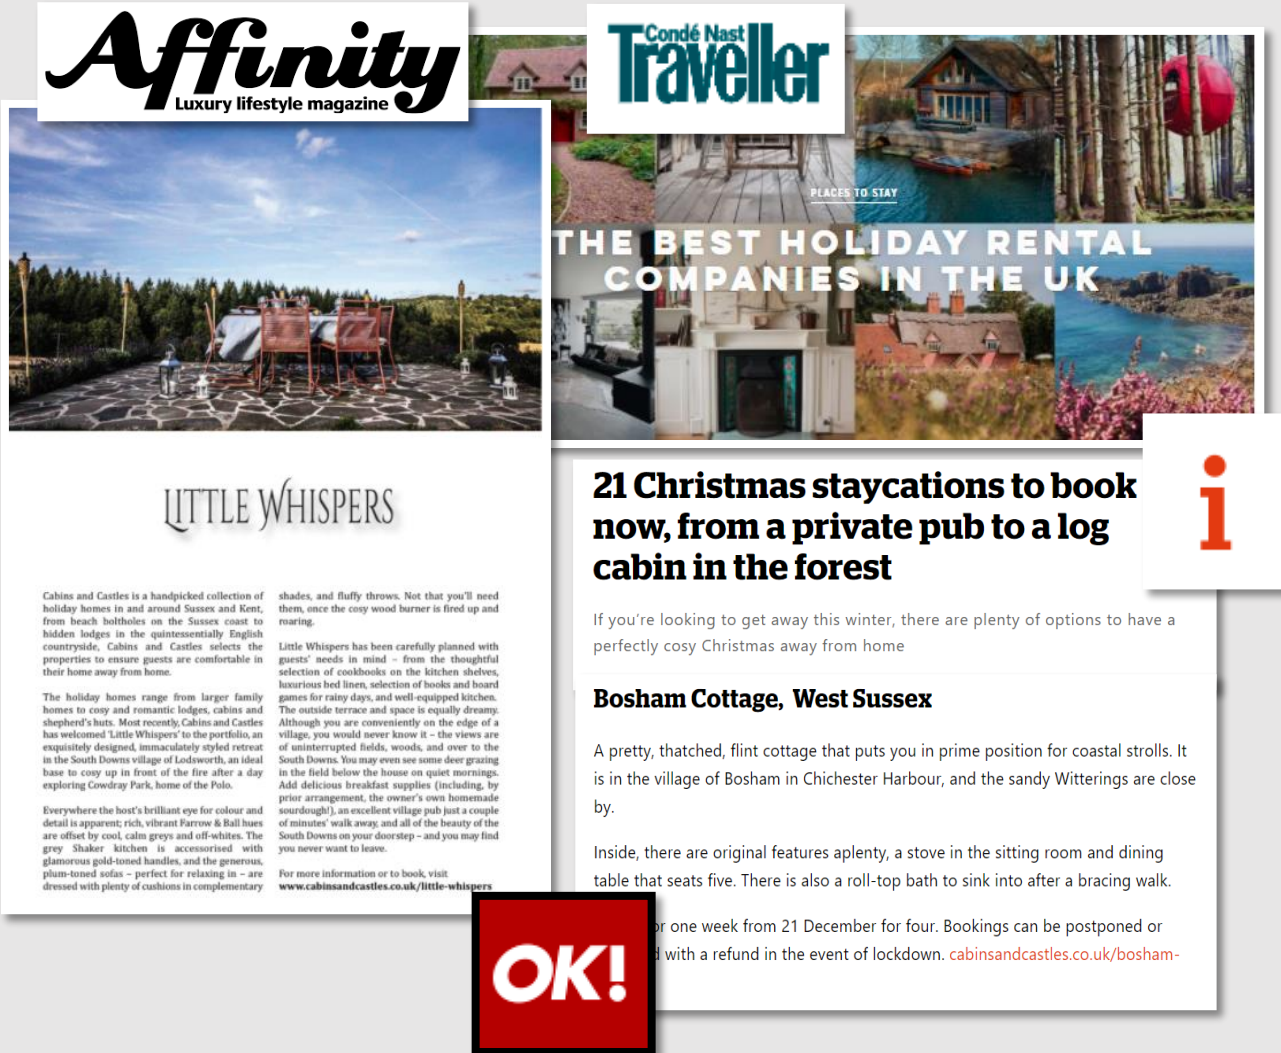 Affinity
Luxury lifestyle magazine
Condé Nast
Traveller
PLACES TO STAY
THE BEST HOLIDAY RENTAL
COMPANIES IN THE UK
LITTLE WHISPERS
Cabins and Castles is a handpicked collection of
holiday homes in and around Sussex and Kent,
from beach boltholes on the Sussex coast to
hidden lodges in the quintessentially English
countryside, Cabins and Castles selects the
properties to ensure guests are comfortable in
their home away from home.
The holiday homes range from larger family
homes to cosy and romantic lodges, cabins and
shepherd's huts. Most recently, Cabins and Castles
has welcomed 'Little Whispers' to the portfolio, an
exquisitely designed, immaculately styled retreat
in the South Downs village of Lodsworth, an ideal
base to cosy up in front of the fire after a day
exploring Cowdray Park, home of the Polo.
Everywhere the host's brilliant eye for colour and
detail is apparent; rich, vibrant Farrow & Ball hues
are offset by cool, calm greys and off-whites. The
grey Shaker kitchen is accessorised with
glamorous gold-toned handles, and the generous,
plum-toned sofas – perfect for relaxing in – are
dressed with plenty of cushions in complementary
shades, and fluffy throws. Not that you'll need
them, once the cosy wood burner is fired up and
roaring.
Little Whispers has been carefully planned with
guests' needs in mind – from the thoughtful
selection of cookbooks on the kitchen shelves,
luxurious bed linen, selection of books and board
games for rainy days, and well-equipped kitchen.
The outside terrace and space is equally dreamy.
Although you are conveniently on the edge of a
village, you would never know it – the views are
of uninterrupted fields, woods, and over to the
South Downs. You may even see some deer grazing
in the field below the house on quiet mornings.
Add delicious breakfast supplies (including, by
prior arrangement, the owner's own homemade
sourdough!), an excellent village pub just a couple
of minutes' walk away, and all of the beauty of the
South Downs on your doorstep – and you may find
you never want to leave.
For more information or to book, visit
www.cabinsandcastles.co.uk/little-whispers
i
21 Christmas staycations to book
now, from a private pub to a log
cabin in the forest
If you're looking to get away this winter, there are plenty of options to have a
perfectly cosy Christmas away from home
Bosham Cottage, West Sussex
A pretty, thatched, flint cottage that puts you in prime position for coastal strolls. It
is in the village of Bosham in Chichester Harbour, and the sandy Witterings are close
by.
Inside, there are original features aplenty, a stove in the sitting room and dining
table that seats five. There is also a roll-top bath to sink into after a bracing walk.
one week from 21 December for four. Bookings can be postponed or
with a refund in the event of lockdown. cabinsandcastles.co.uk/bosham-
OK!